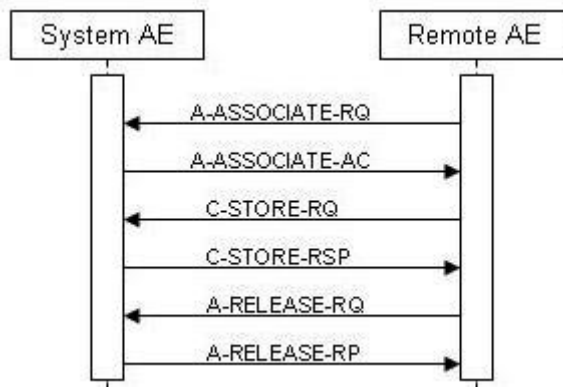 System AE
Remote AE
A-ASSOCIATE-RQ
A-ASSOCIATE-AC
C-STORE-RQ
C-STORE-RSP
A-RELEASE-RQ
A-RELEASE-RP